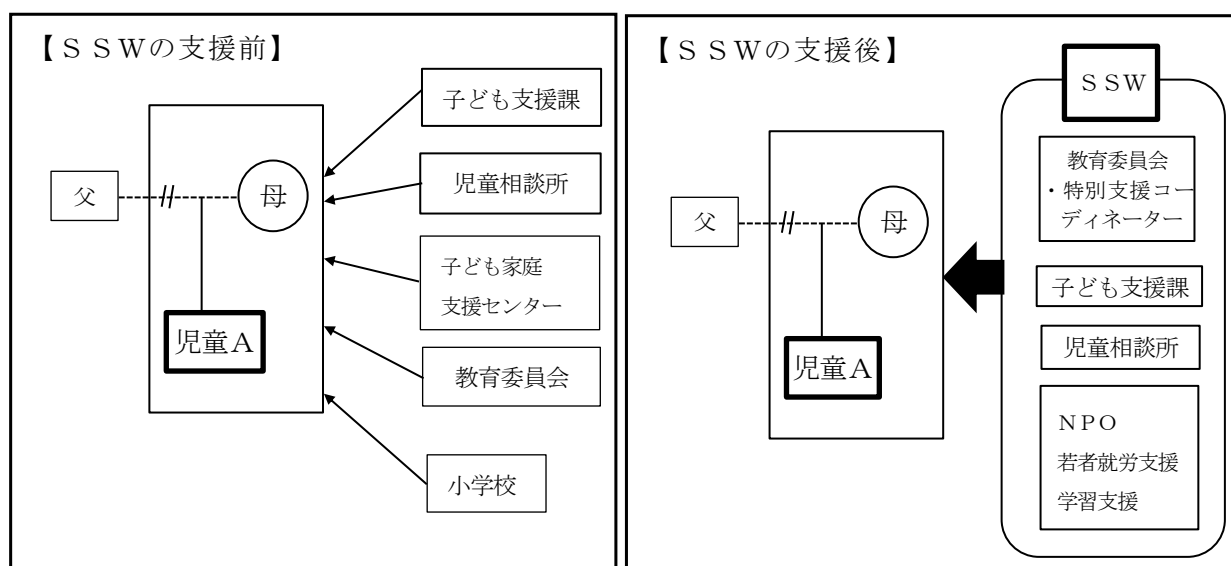 【ＳＳＷの支援前】
子ども支援課
児童相談所
父
母
子ども家庭
支援センター
児童Ａ
教育委員会
小学校
【ＳＳＷの支援後】
ＳＳＷ
教育委員会
・特別支援コー
ディネーター
父
母
子ども支援課
児童相談所
児童Ａ
ＮＰＯ
若者就労支援
学習支援